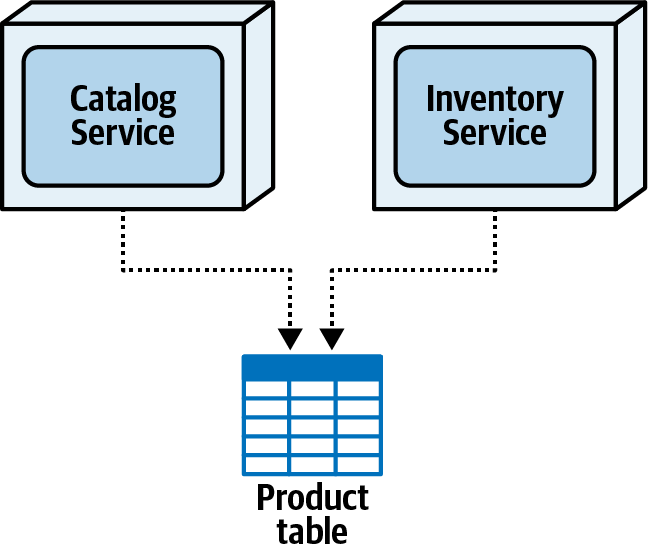 Catalog
Service
Inventory
Service
Product
table